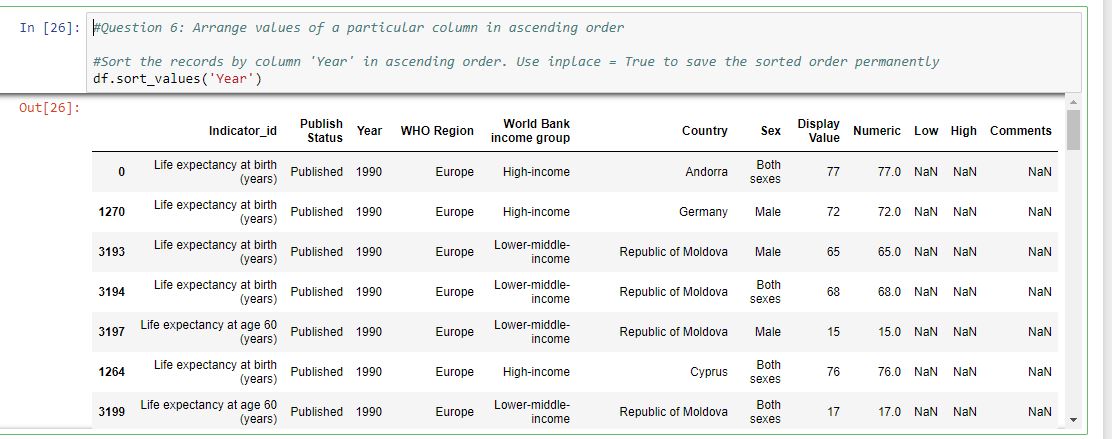 In [26]: #Question 6: Arrange values of a particular column in ascending order
#Sort the records by column 'Year' in ascending order. Use inplace = True to save the sorted order permanently
df.sort_values('Year')
Out[26]:
Indicator_id Publish Status Year WHO Region World Bank income group Country Sex Display Value Numeric Low High Comments
0 Life expectancy at birth (years) Published 1990 Europe High-income Andorra Both sexes 77 77.0 NaN NaN NaN
1270 Life expectancy at birth (years) Published 1990 Europe High-income Germany Male 72 72.0 NaN NaN NaN
3193 Life expectancy at birth (years) Published 1990 Europe Lower-middle-income Republic of Moldova Male 65 65.0 NaN NaN NaN
3194 Life expectancy at birth (years) Published 1990 Europe Lower-middle-income Republic of Moldova Both sexes 68 68.0 NaN NaN NaN
3197 Life expectancy at age 60 (years) Published 1990 Europe Lower-middle-income Republic of Moldova Male 15 15.0 NaN NaN NaN
1264 Life expectancy at birth (years) Published 1990 Europe High-income Cyprus Both sexes 76 76.0 NaN NaN NaN
3199 Life expectancy at age 60 (years) Published 1990 Europe Lower-middle-income Republic of Moldova Both sexes 17 17.0 NaN NaN NaN